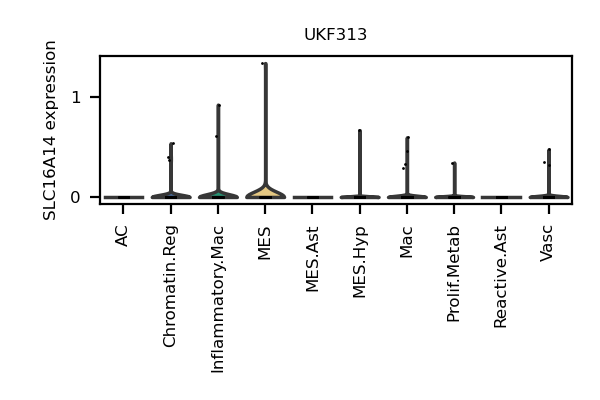 UKF313
SLC16A14 expression
1
0
AC
Chromatin.Reg
Inflammatory.Mac
MES
MES.Ast
MES.Hyp
Mac
Prolif.Metab
Reactive.Ast
Vasc